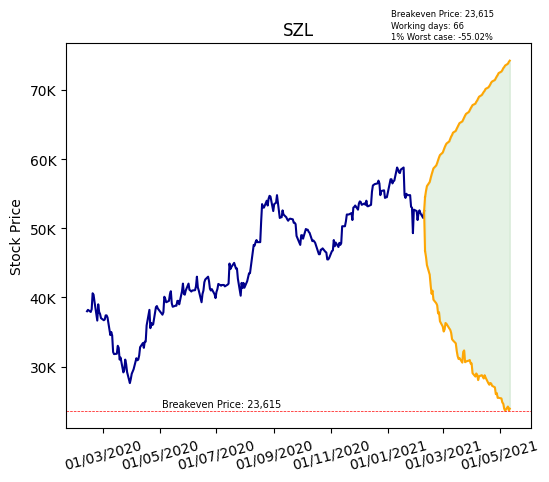 Breakeven Price: 23,615
Working days: 66
1% Worst case: -55.02%
SZL
Stock Price
70K
60K
50K
40K
30K
Breakeven Price: 23,615
01/03/2020
01/05/2020
01/07/2020
01/09/2020
01/11/2020
01/01/2021
01/03/2021
01/05/2021